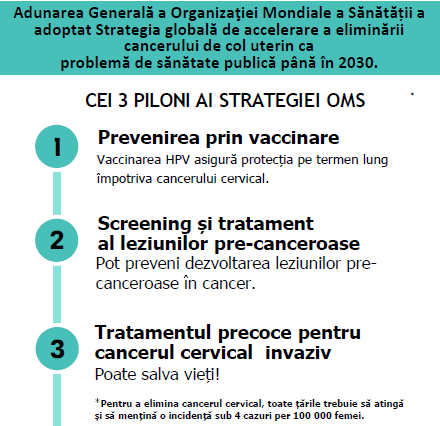 Adunarea Generală a Organizaţiei Mondiale a Sănătății a
adoptat Strategia globală de accelerare a eliminării
cancerului de col uterin ca
problemă de sănătate publică până în 2030.
CEI 3 PILONI AI STRATEGIEI OMS *
1
Prevenirea prin vaccinare
Vaccinarea HPV asigură protecția pe termen lung
împotriva cancerului cervical.
2
Screening și tratament
al leziunilor pre-canceroase
Pot preveni dezvoltarea leziunilor pre-
canceroase în cancer.
3
Tratamentul precoce pentru
cancerul cervical invaziv
Poate salva vieți!
*Pentru a elimina cancerul cervical, toate ţările trebuie să atingă
şi să mențină o incidență sub 4 cazuri per 100 000 femei.